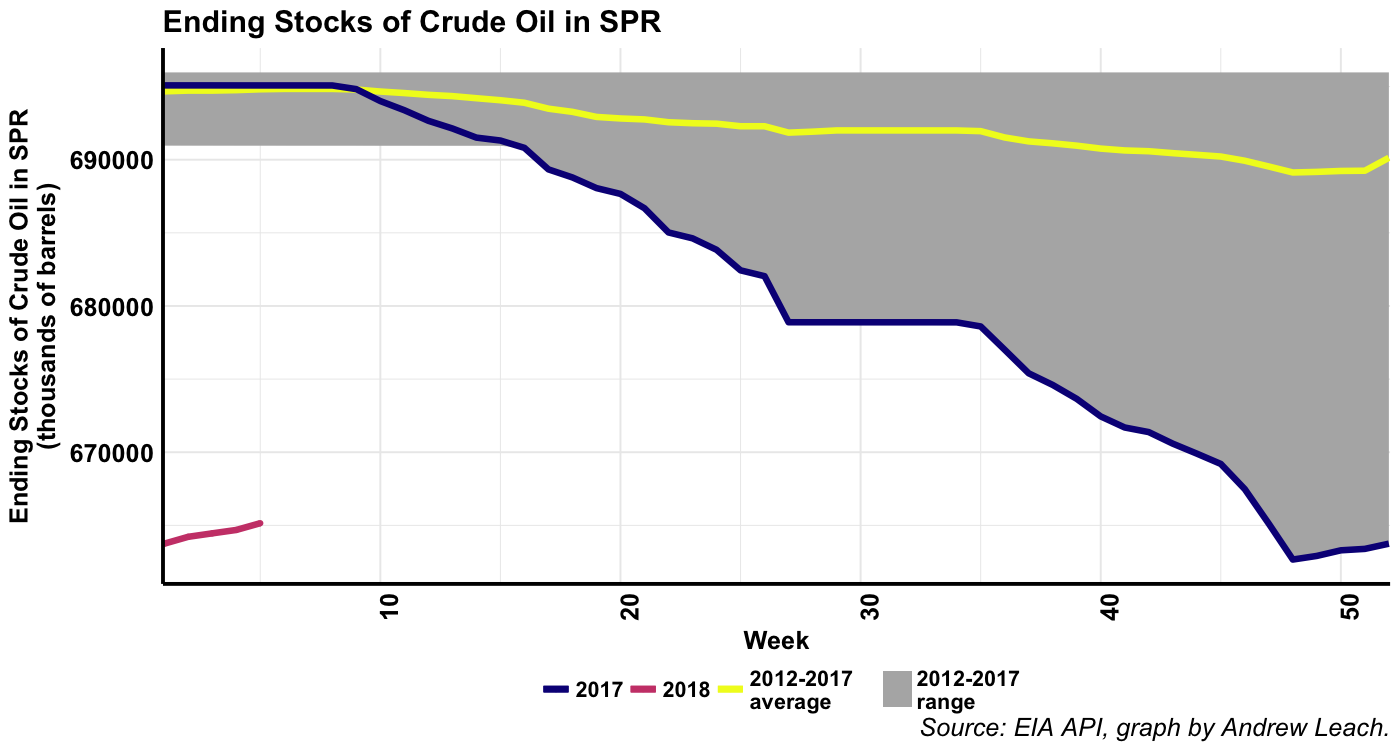 Ending Stocks of Crude Oil in SPR
Ending Stocks of Crude Oil in SPR
(thousands of barrels)
690000
680000
670000
10
20
30
40
50
Week
2017
2018
2012-2017
average
2012-2017
range
Source: EIA API, graph by Andrew Leach.